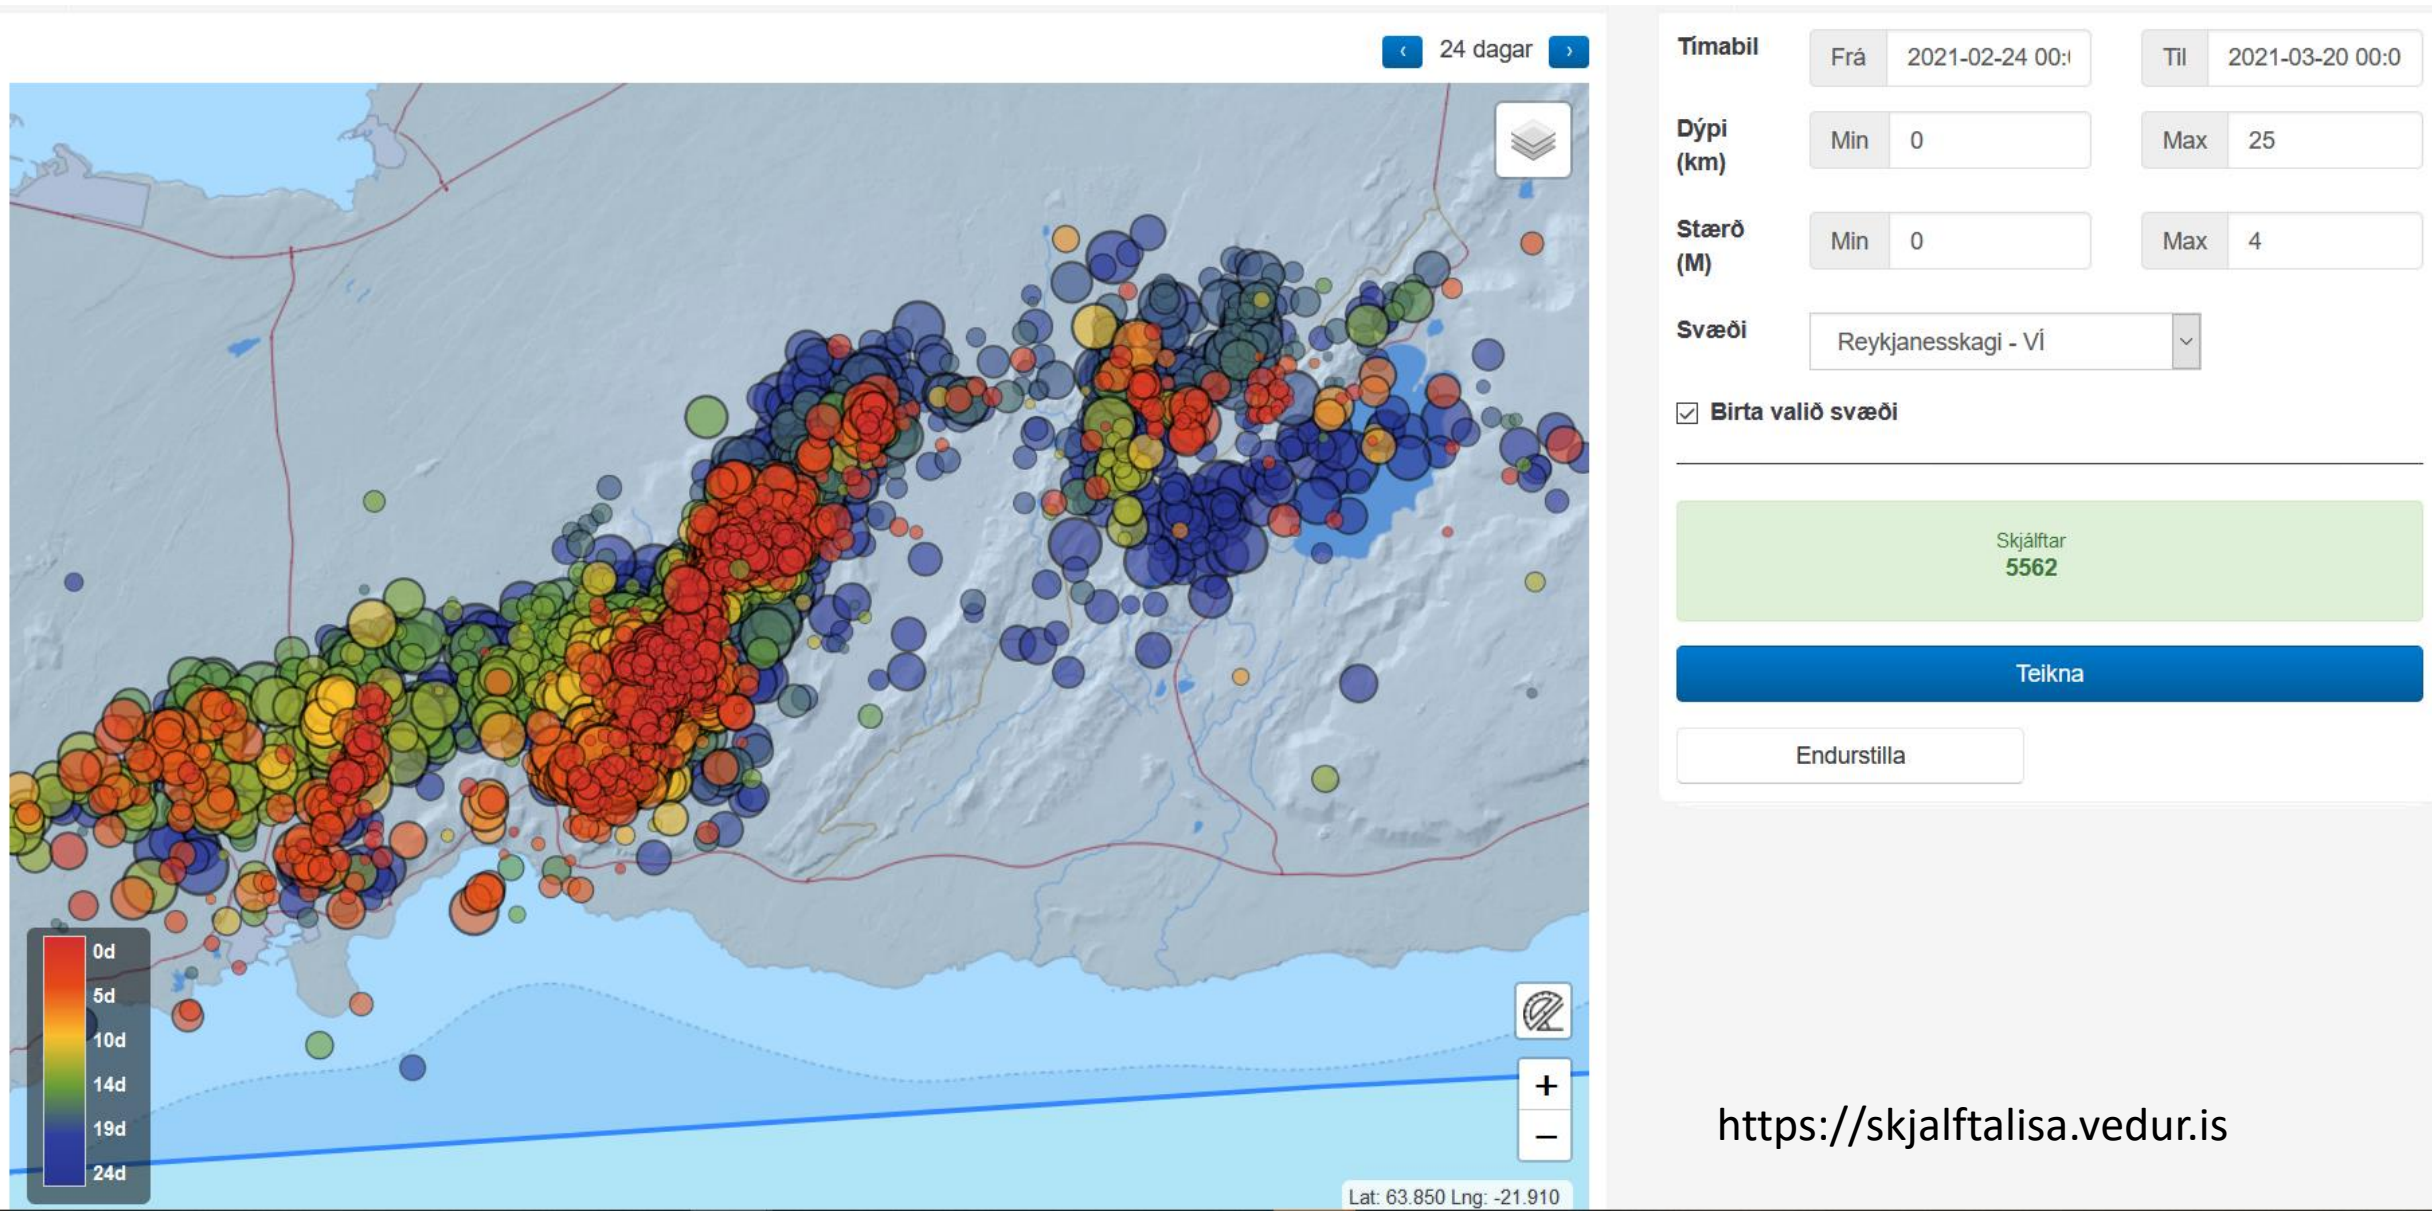 ‹ 24 dagar ›
Tímabil Frá 2021-02-24 00:0 Til 2021-03-20 00:0
Dýpi
(km) Min 0 Max 25
Stærð
(M) Min 0 Max 4
Svæði Reykjanesskagi - VÍ
Birta valið svæði
Skjálftar
5562
Teikna
Endurstilla
0d
5d
10d
14d
19d
24d
+
−
Lat: 63.850 Lng: -21.910
https://skjalftalisa.vedur.is